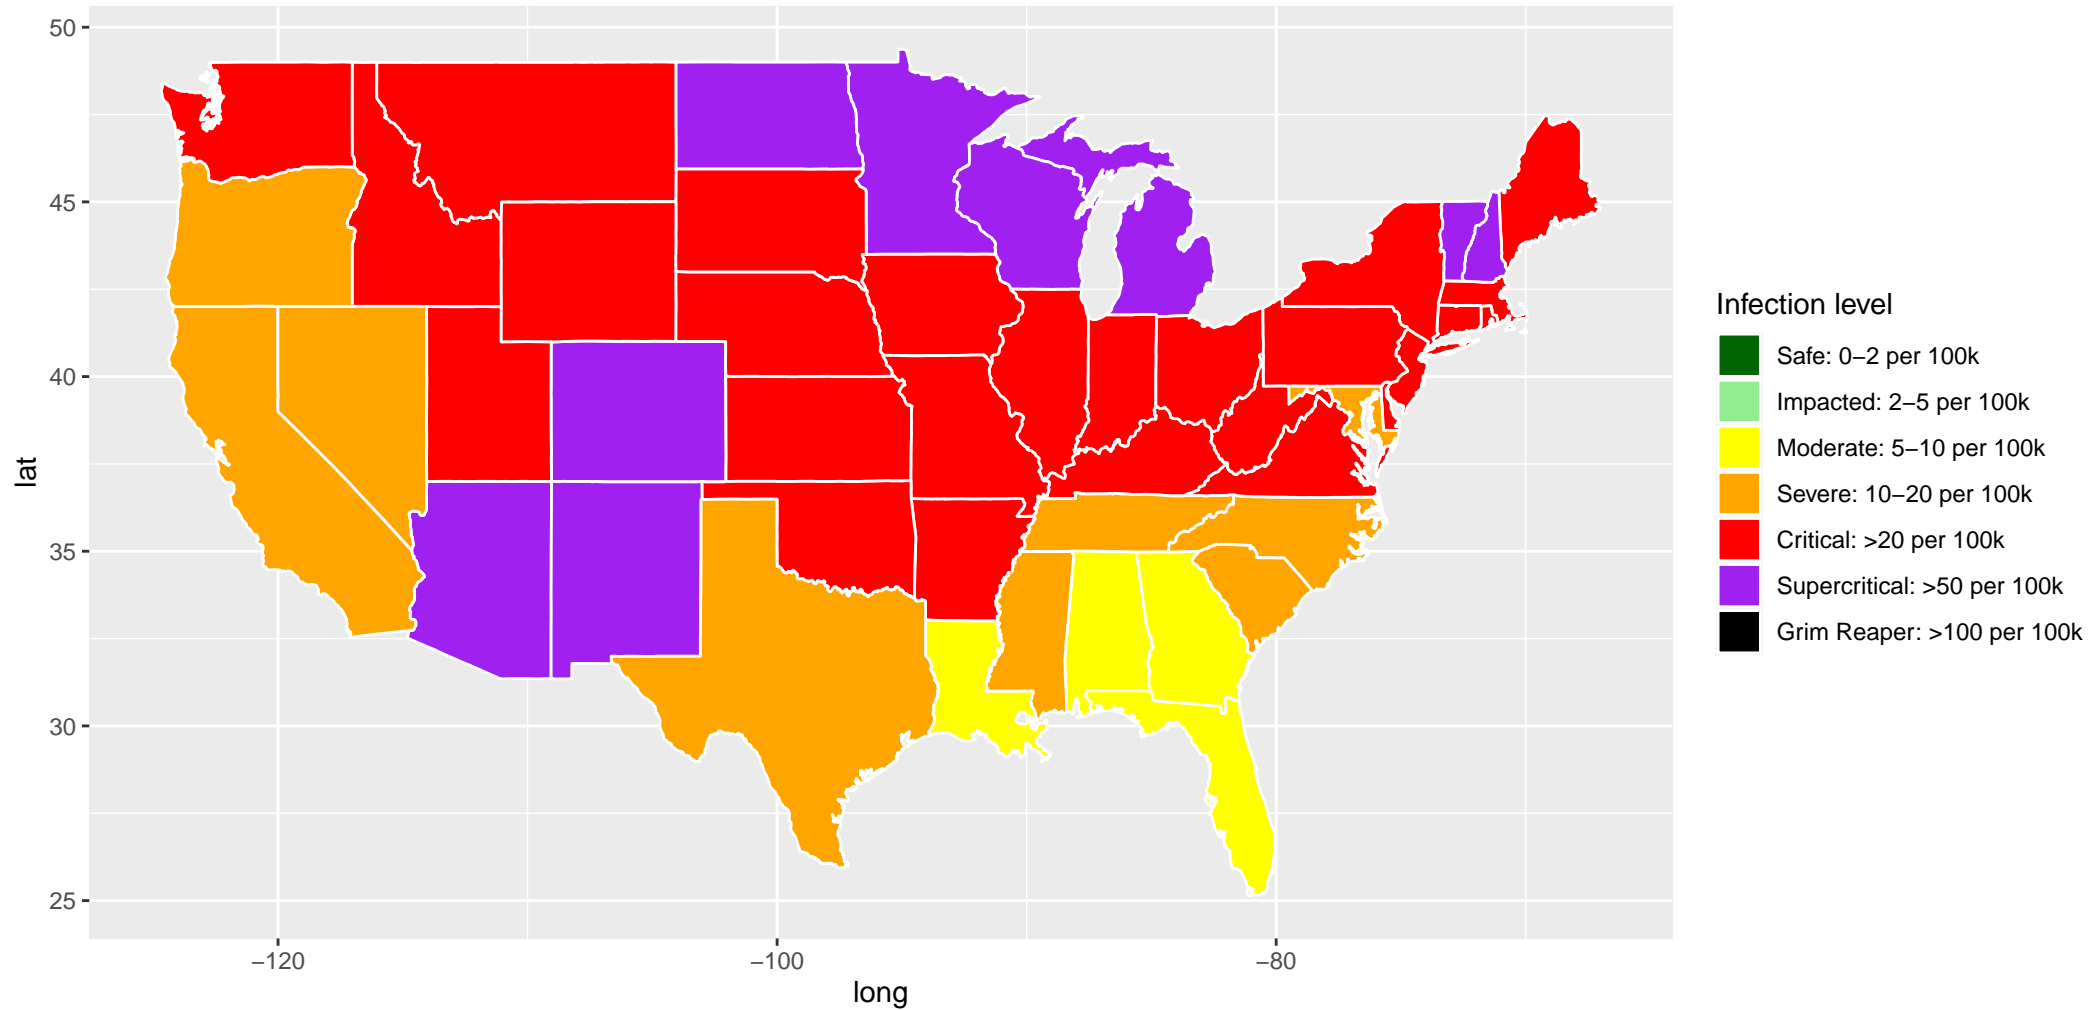 50
45
40
35
30
25
lat
−120
−100
−80
long
Infection level
Safe: 0−2 per 100k
Impacted: 2−5 per 100k
Moderate: 5−10 per 100k
Severe: 10−20 per 100k
Critical: >20 per 100k
Supercritical: >50 per 100k
Grim Reaper: >100 per 100k